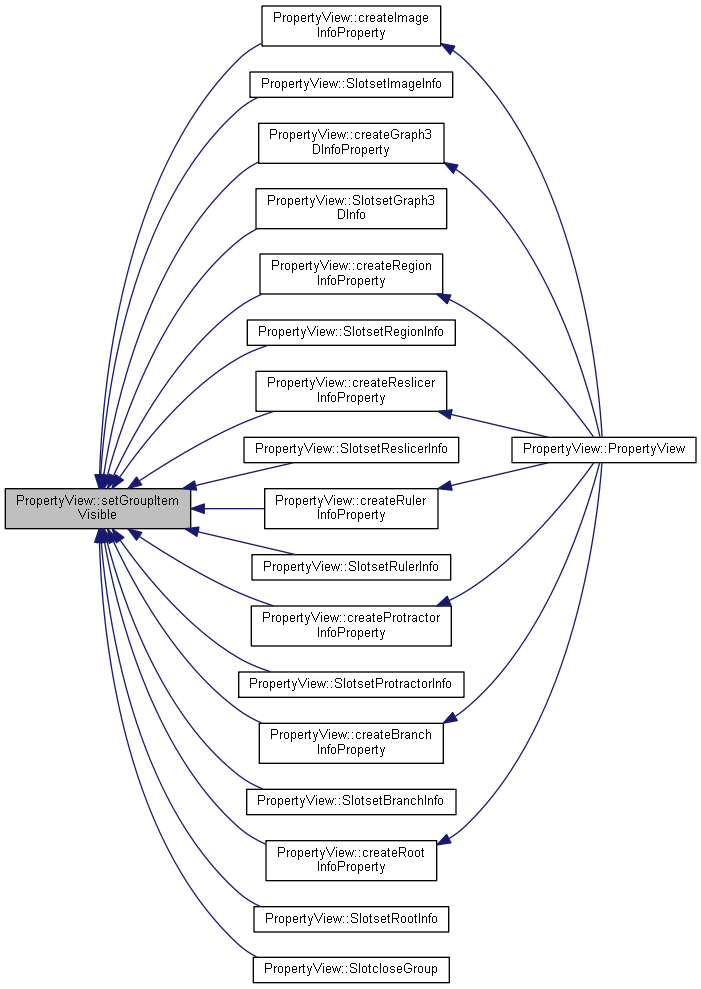 PropertyView::createImage
InfoProperty
PropertyView::SlotsetImageInfo
PropertyView::createGraph3
DInfoProperty
PropertyView::SlotsetGraph3
DInfo
PropertyView::createRegion
InfoProperty
PropertyView::SlotsetRegionInfo
PropertyView::createReslicer
InfoProperty
PropertyView::SlotsetReslicerInfo
PropertyView::PropertyView
PropertyView::setGroupItem
Visible
PropertyView::createRuler
InfoProperty
PropertyView::SlotsetRulerInfo
PropertyView::createProtractor
InfoProperty
PropertyView::SlotsetProtractorInfo
PropertyView::createBranch
InfoProperty
PropertyView::SlotsetBranchInfo
PropertyView::createRoot
InfoProperty
PropertyView::SlotsetRootInfo
PropertyView::SlotcloseGroup